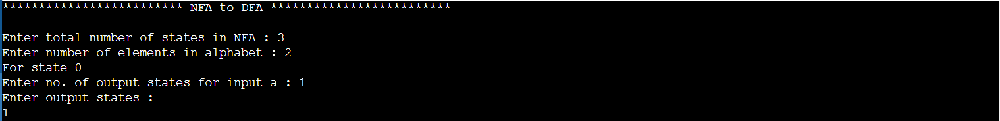 ************************* NFA to DFA *************************
Enter total number of states in NFA : 3
Enter number of elements in alphabet : 2
For state 0
Enter no. of output states for input a : 1
Enter output states :
1